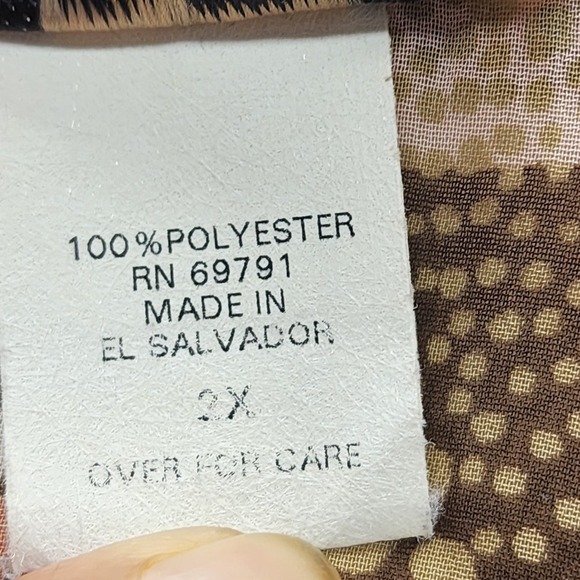 100%POLYESTER
RN 69791
MADE IN
EL SALVADOR
2X
OVER FOR CARE